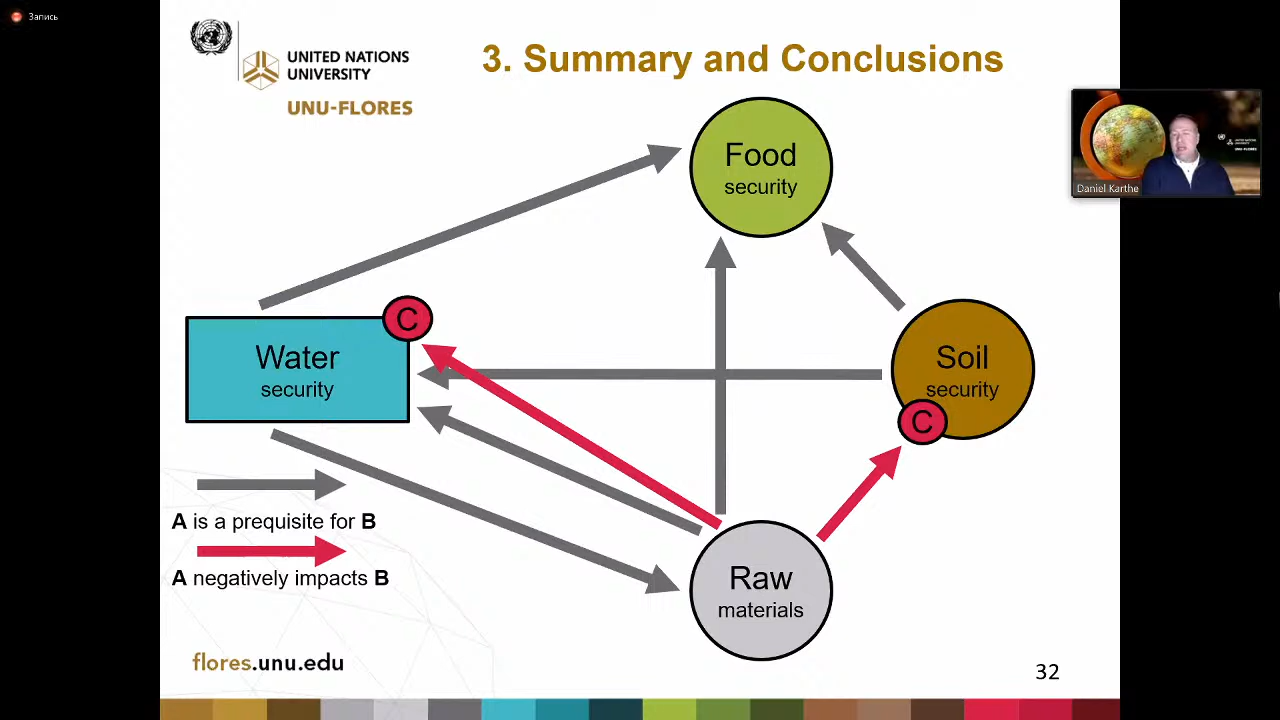 Запись
UNITED NATIONS
UNIVERSITY
UNU-FLORES
3. Summary and Conclusions
Food
security
Daniel Karthe
C
Water
security
Soil
security
C
A is a prequisite for B
A negatively impacts B
Raw
materials
flores.unu.edu
32